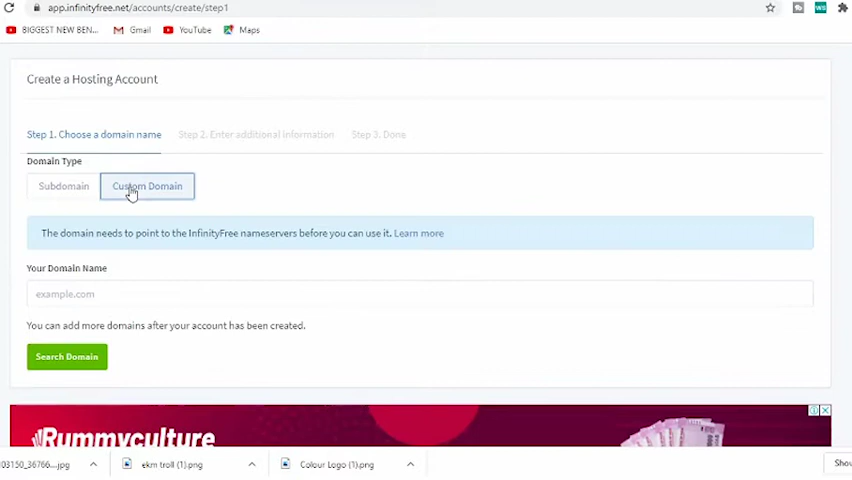 app.infinityfree.net/accounts/create/step1
BIGGEST NEW BEN... Gmail YouTube Maps
Create a Hosting Account
Step 1. Choose a domain name Step 2. Enter additional information Step 3. Done
Domain Type
Subdomain Custom Domain
The domain needs to point to the InfinityFree nameservers before you can use it. Learn more
Your Domain Name
example.com
You can add more domains after your account has been created.
Search Domain
Rummyculture
03150_36766....jpg ekm troll (1).png Colour Logo (1).png Show